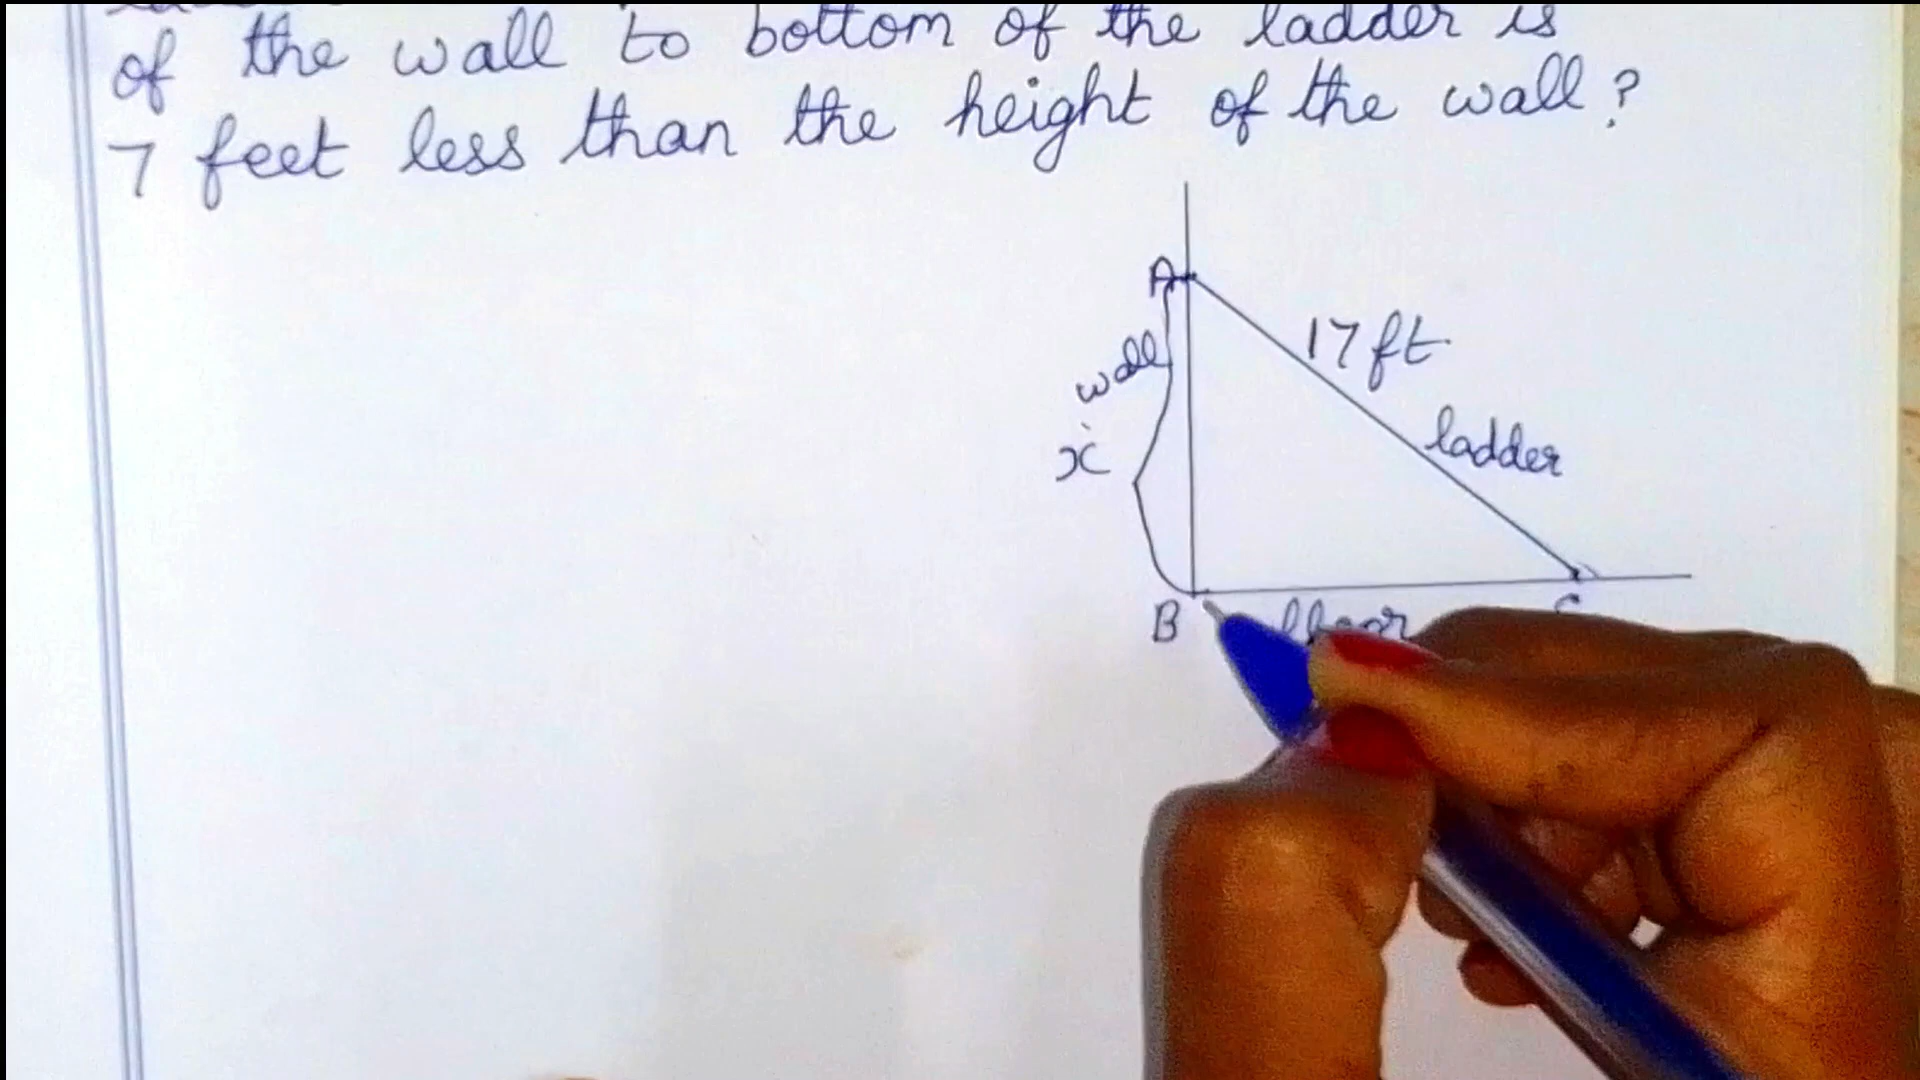 of the wall to bottom of the ladder is
7 feet less than the height of the wall?
A
17 ft
wall
ladder
x
B
floor
C